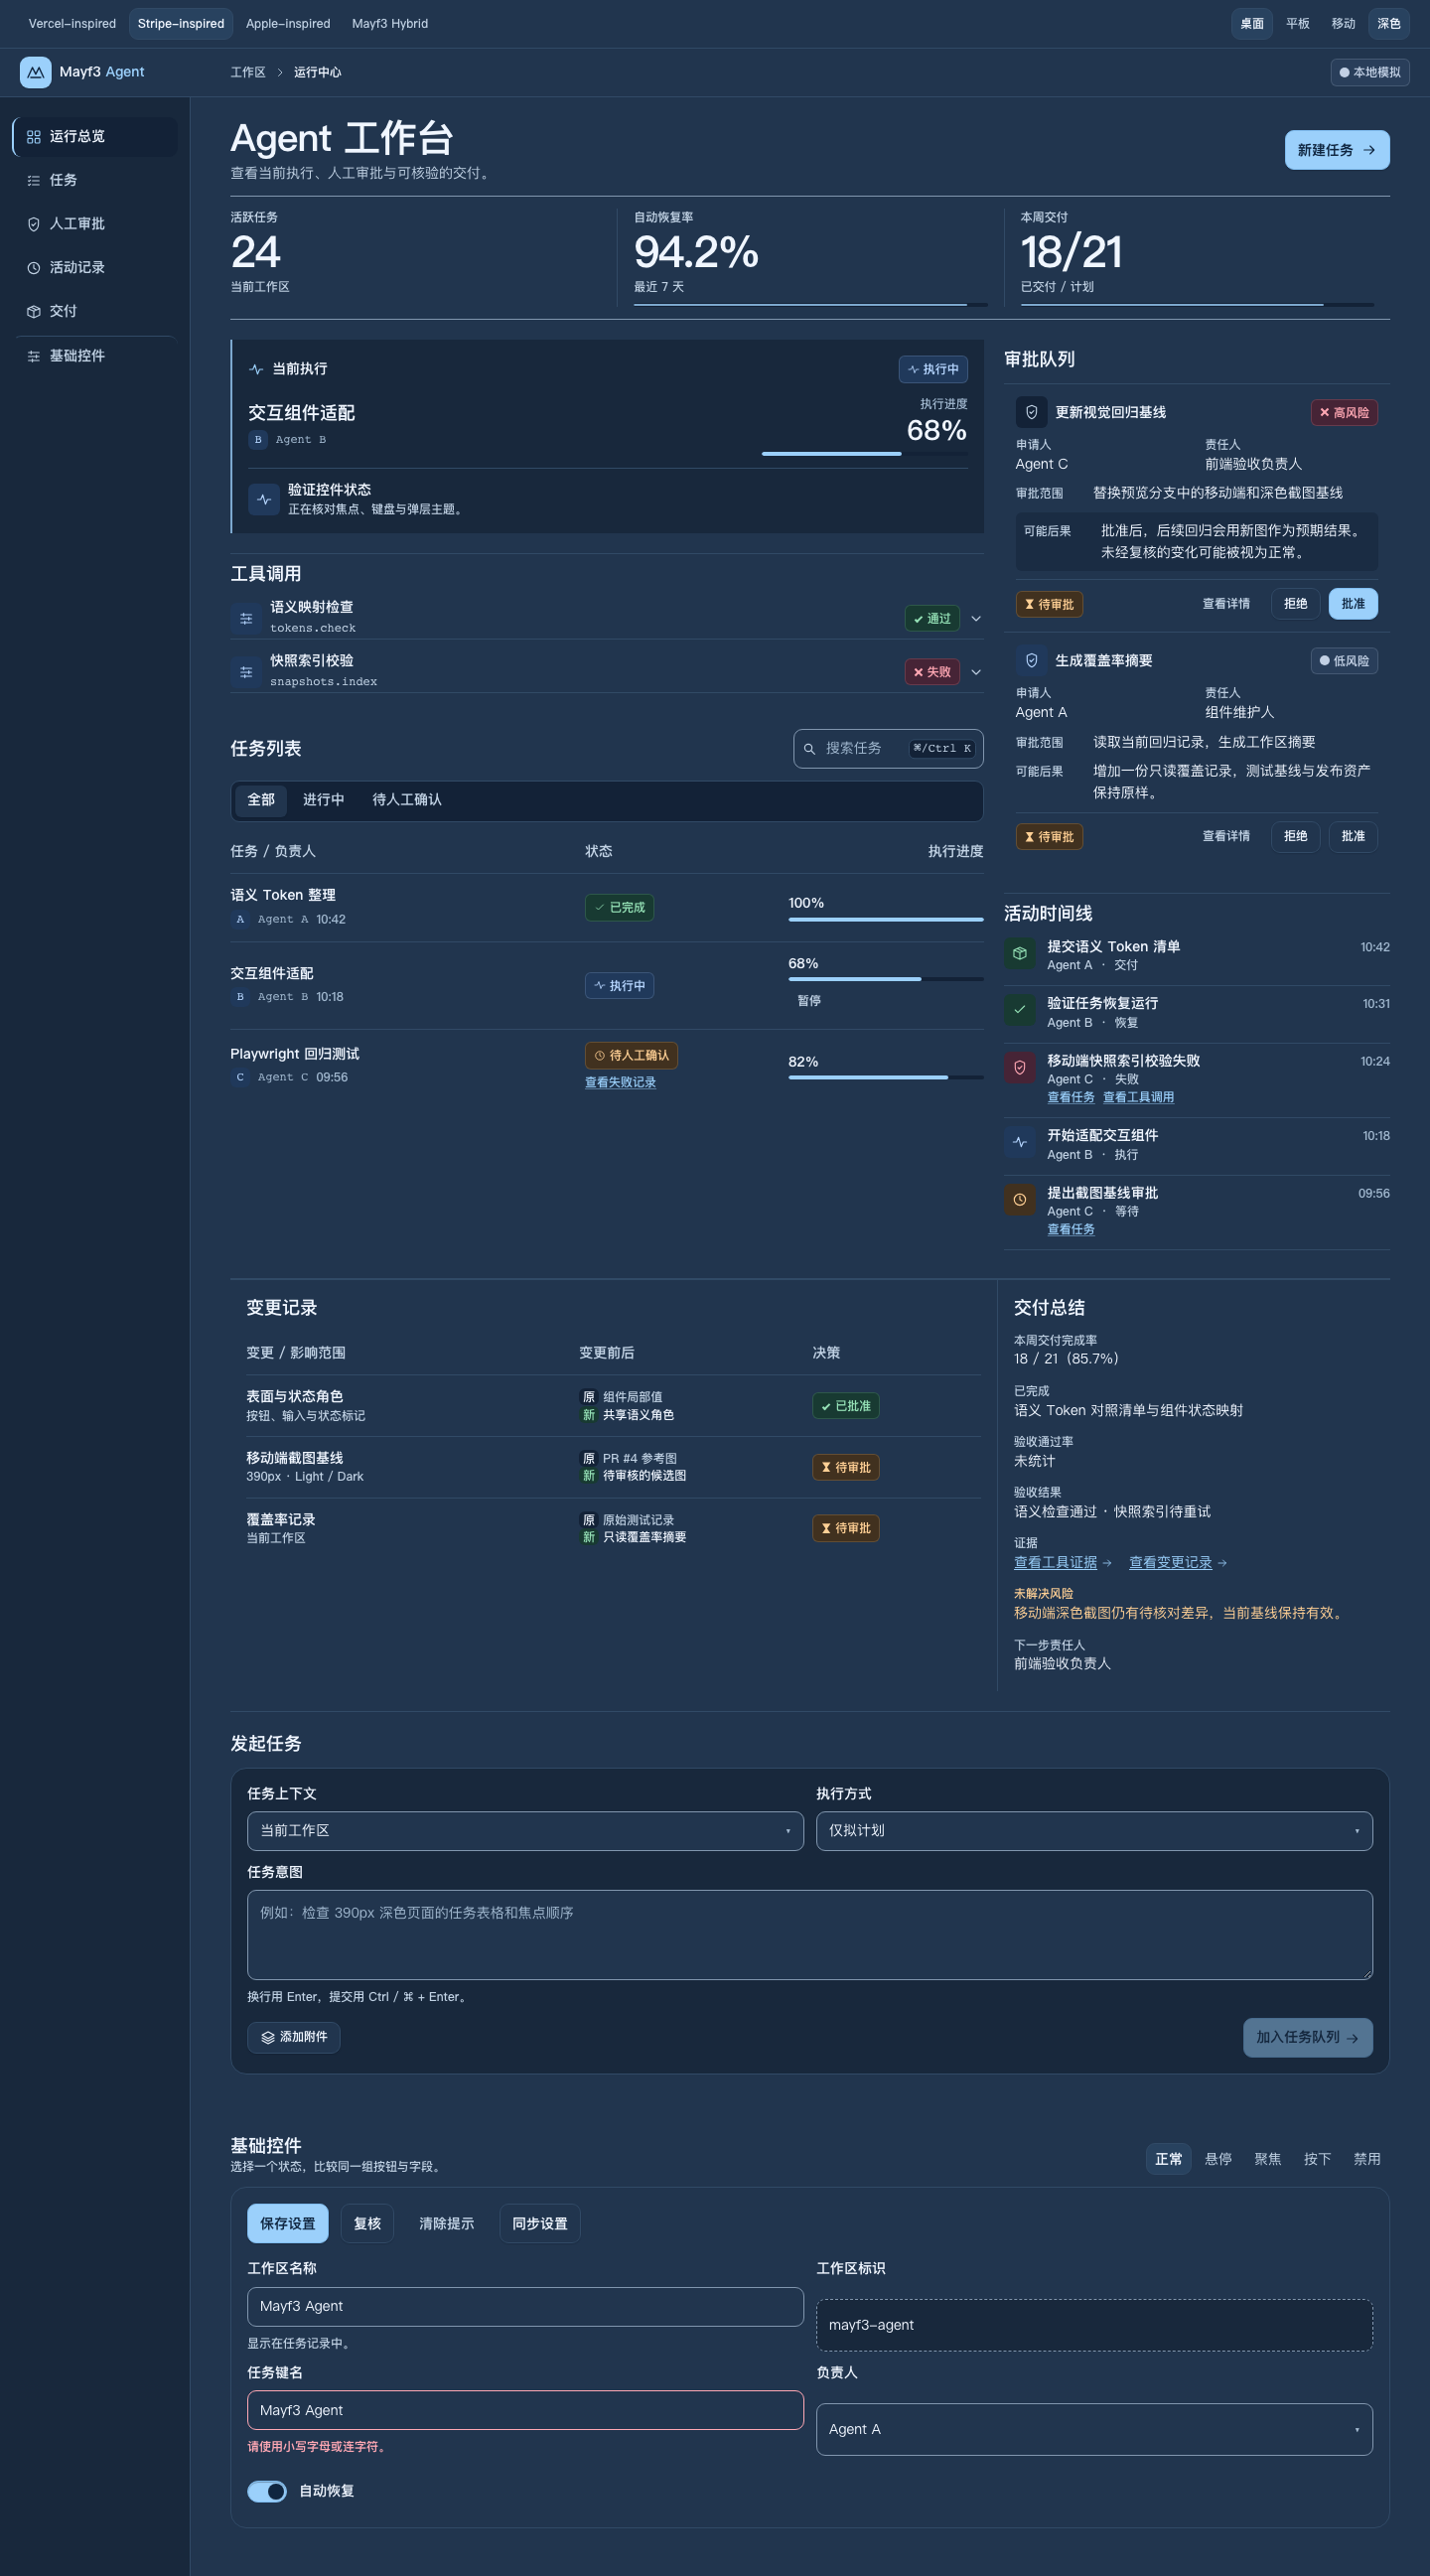 Vercel-inspired Stripe-inspired Apple-inspired Mayf3 Hybrid 桌面 平板 移动 深色
Mayf3 Agent 工作区 运行中心 本地模拟
运行总览
任务
人工审批
活动记录
交付
基础控件
Agent 工作台
查看当前执行、人工审批与可核验的交付。
新建任务
活跃任务
24
当前工作区
自动恢复率
94.2%
最近 7 天
本周交付
18/21
已交付 / 计划
当前执行
执行中
交互组件适配
B Agent B
执行进度
68%
验证控件状态
正在核对焦点、键盘与弹层主题。
工具调用
语义映射检查
tokens.check
通过
快照索引校验
snapshots.index
失败
任务列表
搜索任务 ⌘/Ctrl K
全部 进行中 待人工确认
任务 / 负责人 状态 执行进度
语义 Token 整理
A Agent A 10:42
已完成
100%
交互组件适配
B Agent B 10:18
执行中
68%
暂停
Playwright 回归测试
C Agent C 09:56
待人工确认
查看失败记录
82%
审批队列
更新视觉回归基线
高风险
申请人
Agent C
责任人
前端验收负责人
审批范围 替换预览分支中的移动端和深色截图基线
可能后果 批准后，后续回归会用新图作为预期结果。
未经复核的变化可能被视为正常。
待审批 查看详情 拒绝 批准
生成覆盖率摘要
低风险
申请人
Agent A
责任人
组件维护人
审批范围 读取当前回归记录，生成工作区摘要
可能后果 增加一份只读覆盖记录，测试基线与发布资产
保持原样。
待审批 查看详情 拒绝 批准
活动时间线
提交语义 Token 清单 10:42
Agent A · 交付
验证任务恢复运行 10:31
Agent B · 恢复
移动端快照索引校验失败 10:24
Agent C · 失败
查看任务 查看工具调用
开始适配交互组件 10:18
Agent B · 执行
提出截图基线审批 09:56
Agent C · 等待
查看任务
变更记录
变更 / 影响范围 变更前后 决策
表面与状态角色
按钮、输入与状态标记
原 组件局部值
新 共享语义角色
已批准
移动端截图基线
390px · Light / Dark
原 PR #4 参考图
新 待审核的候选图
待审批
覆盖率记录
当前工作区
原 原始测试记录
新 只读覆盖率摘要
待审批
交付总结
本周交付完成率
18 / 21（85.7%）
已完成
语义 Token 对照清单与组件状态映射
验收通过率
未统计
验收结果
语义检查通过 · 快照索引待重试
证据
查看工具证据 → 查看变更记录 →
未解决风险
移动端深色截图仍有待核对差异，当前基线保持有效。
下一步责任人
前端验收负责人
发起任务
任务上下文
当前工作区
执行方式
仅拟计划
任务意图
例如：检查 390px 深色页面的任务表格和焦点顺序
换行用 Enter，提交用 Ctrl / ⌘ + Enter。
添加附件
加入任务队列
基础控件
选择一个状态，比较同一组按钮与字段。
正常 悬停 聚焦 按下 禁用
保存设置 复核 清除提示 同步设置
工作区名称
Mayf3 Agent
显示在任务记录中。
工作区标识
mayf3-agent
任务键名
Mayf3 Agent
请使用小写字母或连字符。
负责人
Agent A
自动恢复